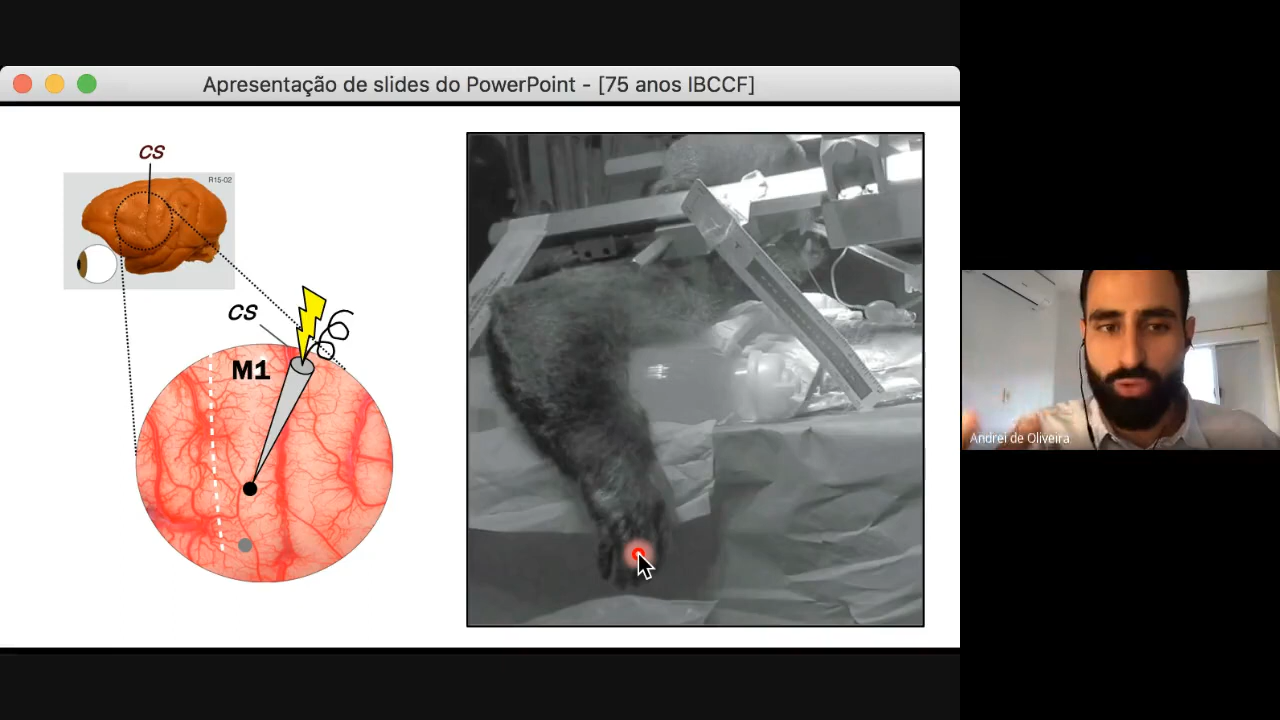 Apresentação de slides do PowerPoint - [75 anos IBCCF]
CS
R15-02
CS
M1
Andrei de Oliveira